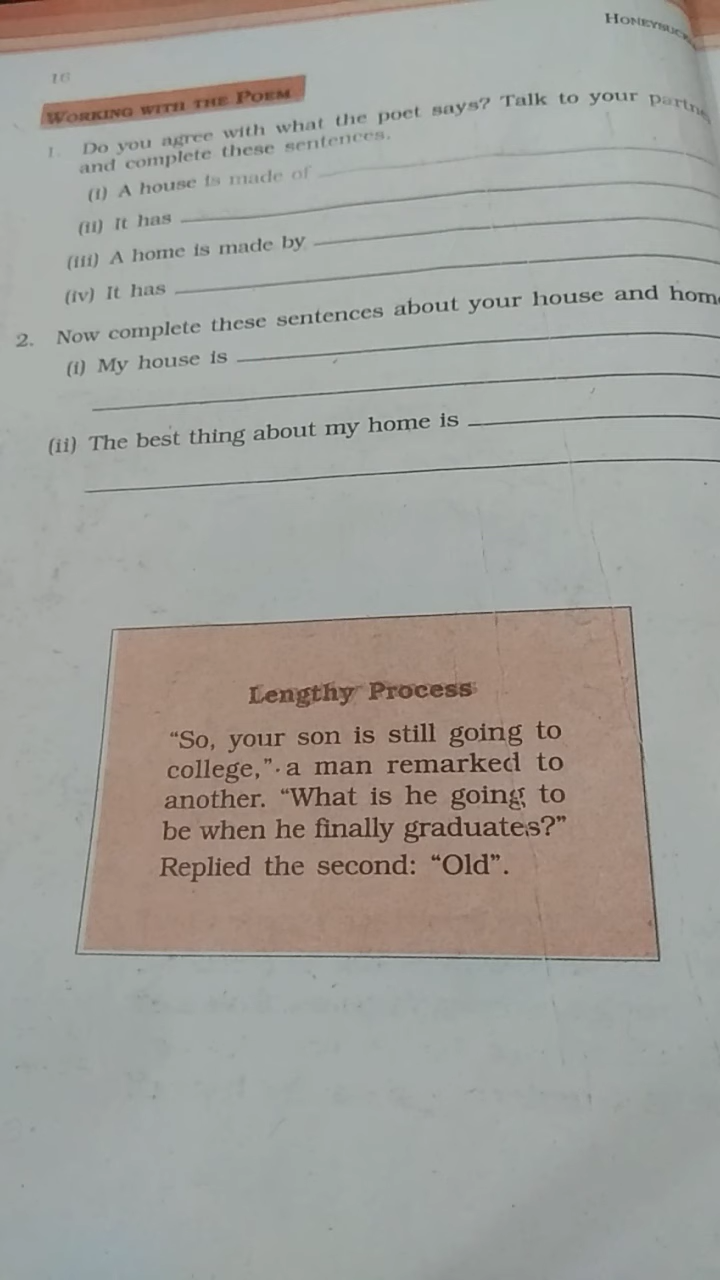 HONEYSUCK
16
WORKING WITH THE POEM
1. Do you agree with what the poet says? Talk to your partne
and complete these sentences.
(i) A house is made of
(ii) It has
(iii) A home is made by
(iv) It has
2. Now complete these sentences about your house and home
(i) My house is
(ii) The best thing about my home is
Lengthy Process
“So, your son is still going to
college,” a man remarked to
another. “What is he going to
be when he finally graduates?”
Replied the second: “Old”.